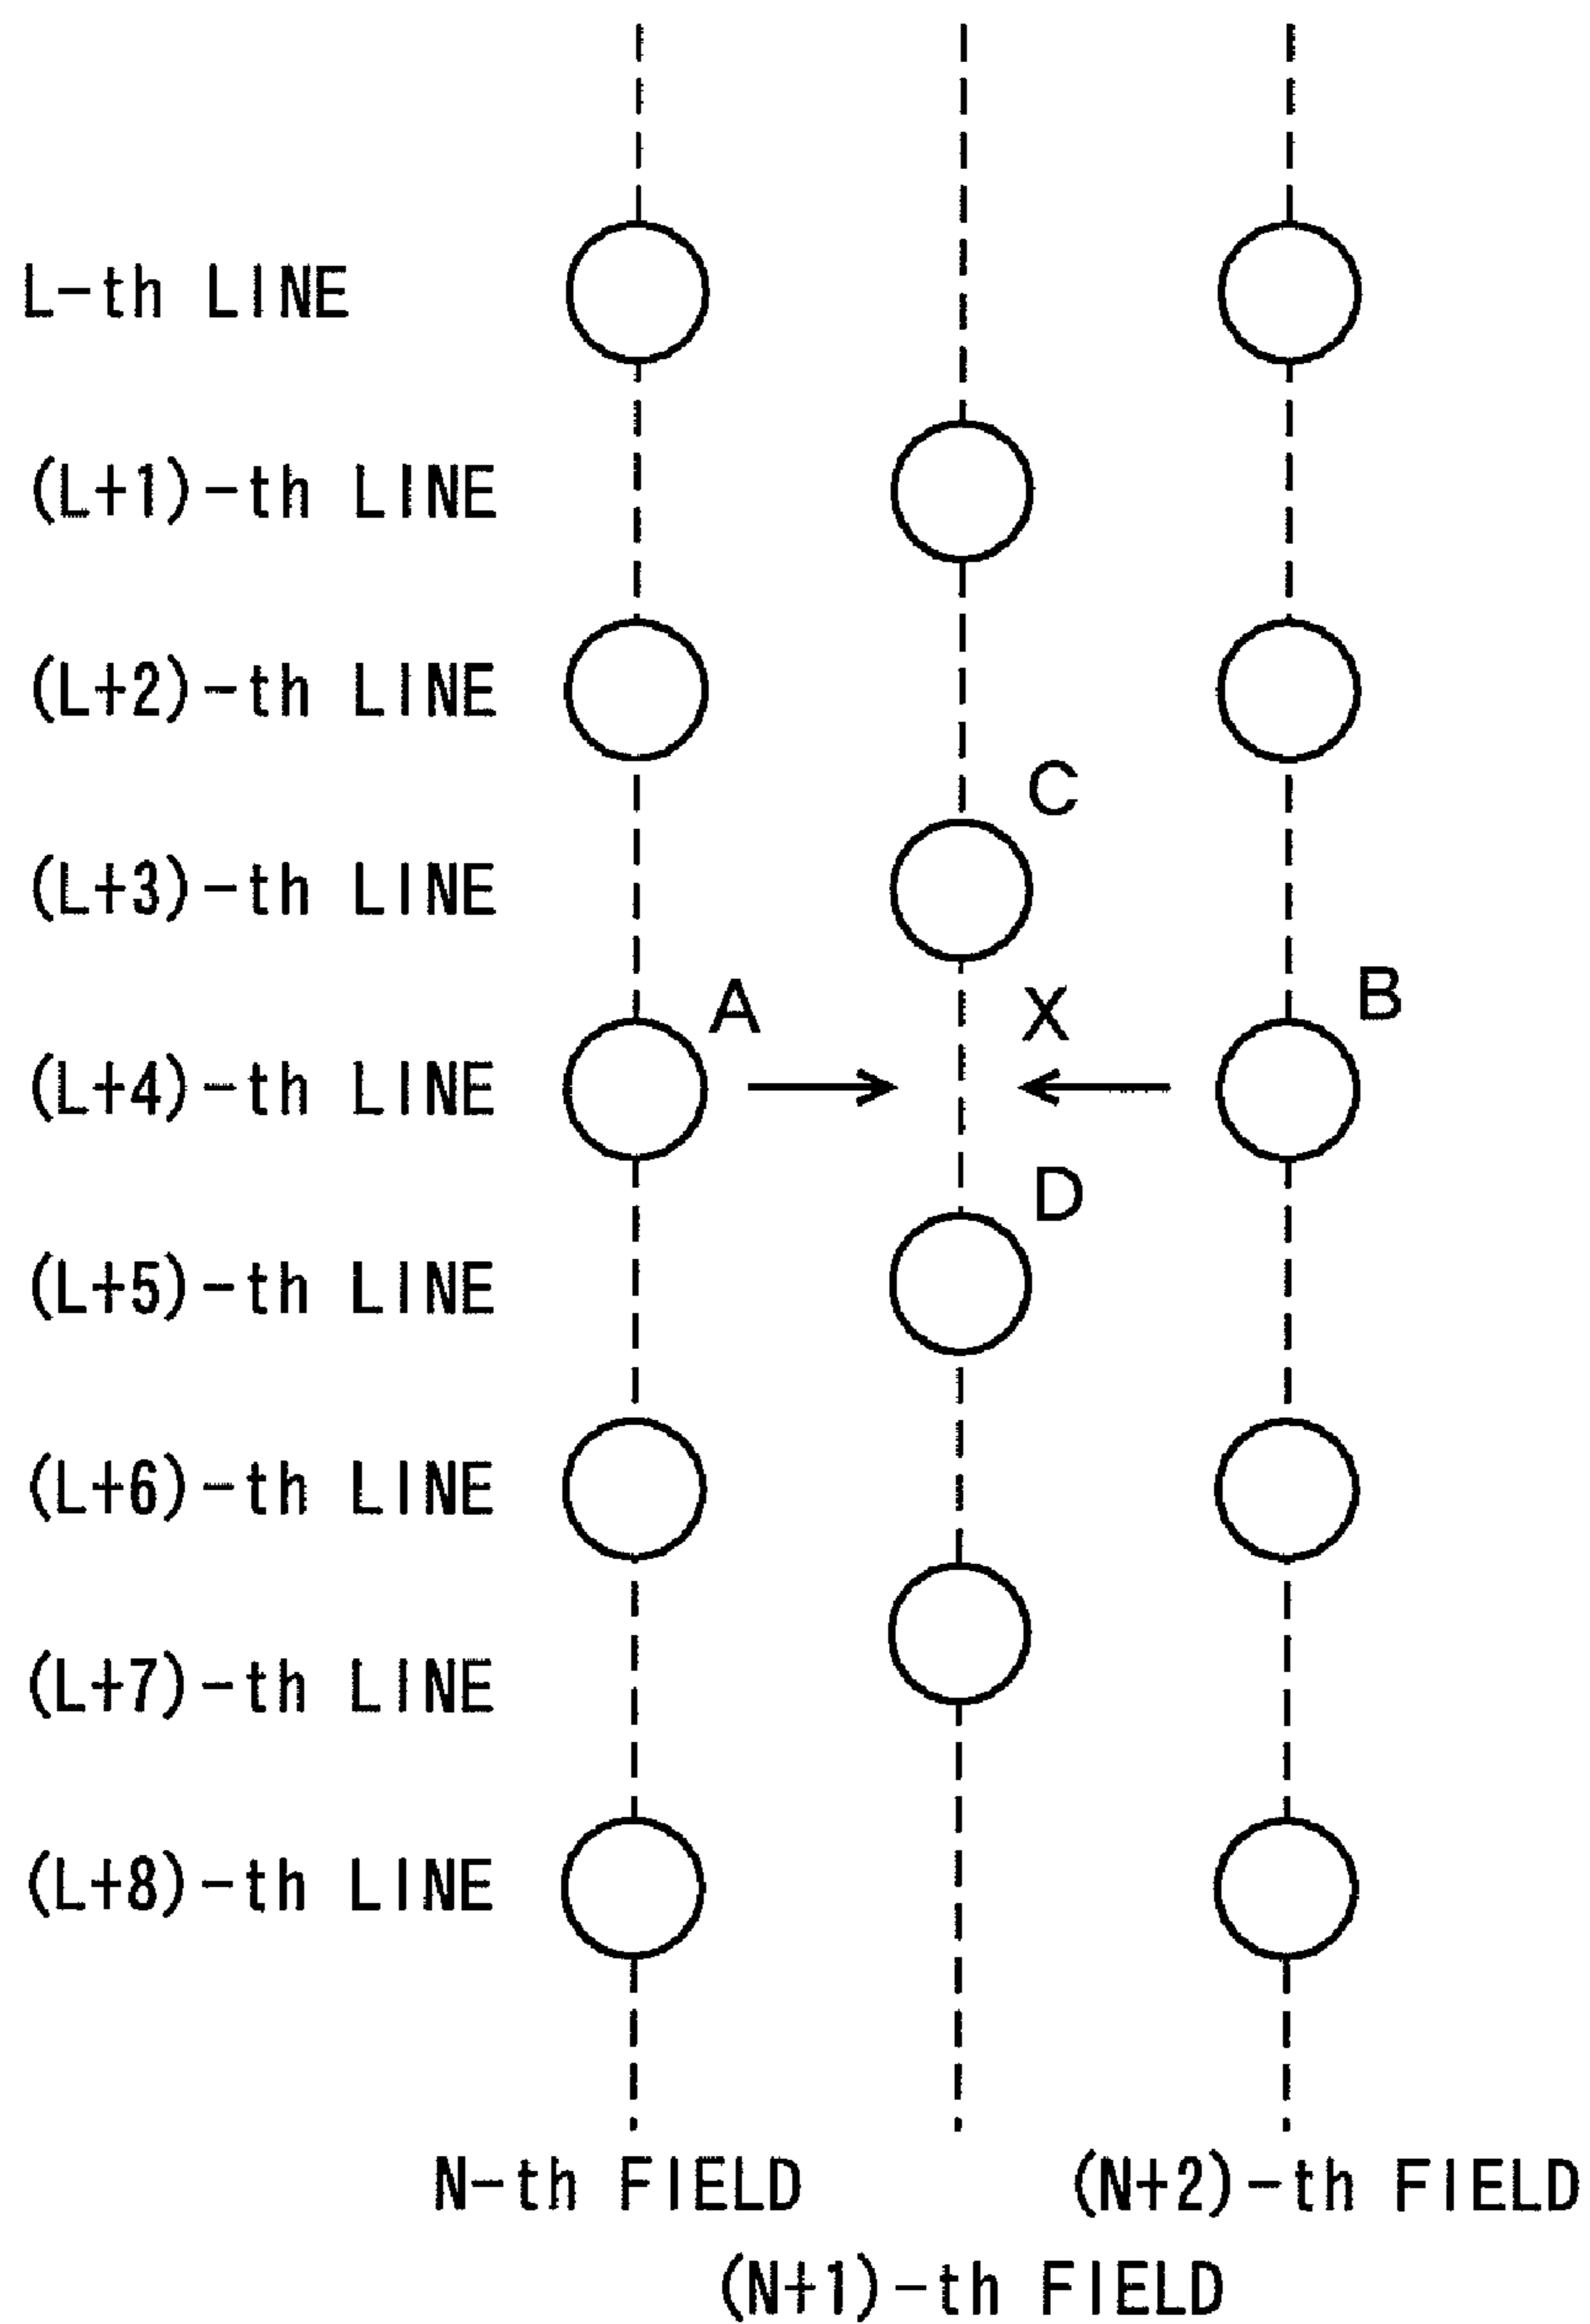 L-th LINE
(L+1)-th LINE
(L+2)-th LINE
C
(L+3)-th LINE
A
X
B
(L+4)-th LINE
D
(L+5)-th LINE
(L+6)-th LINE
(L+7)-th LINE
(L+8)-th LINE
N-th FIELD
(N+2)-th FIELD
(N+1)-th FIELD